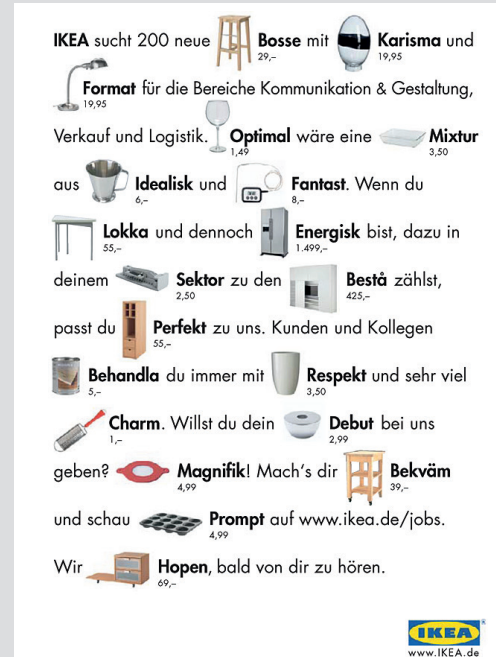 IKEA sucht 200 neue Bosse mit Karisma und
29,– 19,95
Format für die Bereiche Kommunikation & Gestaltung,
19,95
Verkauf und Logistik. Optimal wäre eine Mixtur
1,49 3,50
aus Idealisk und Fantast. Wenn du
6,– 8,–
Lokka und dennoch Energisk bist, dazu in
55,– 1.499,–
deinem Sektor zu den Bestå zählst,
2,50 425,–
passt du Perfekt zu uns. Kunden und Kollegen
55,–
Behandla du immer mit Respekt und sehr viel
5,– 3,50
Charm. Willst du dein Debut bei uns
1,– 2,99
geben? Magnifik! Mach's dir Bekväm
4,99 39,–
und schau Prompt auf www.ikea.de/jobs.
4,99
Wir Hopen, bald von dir zu hören.
69,–
IKEA
www.IKEA.de